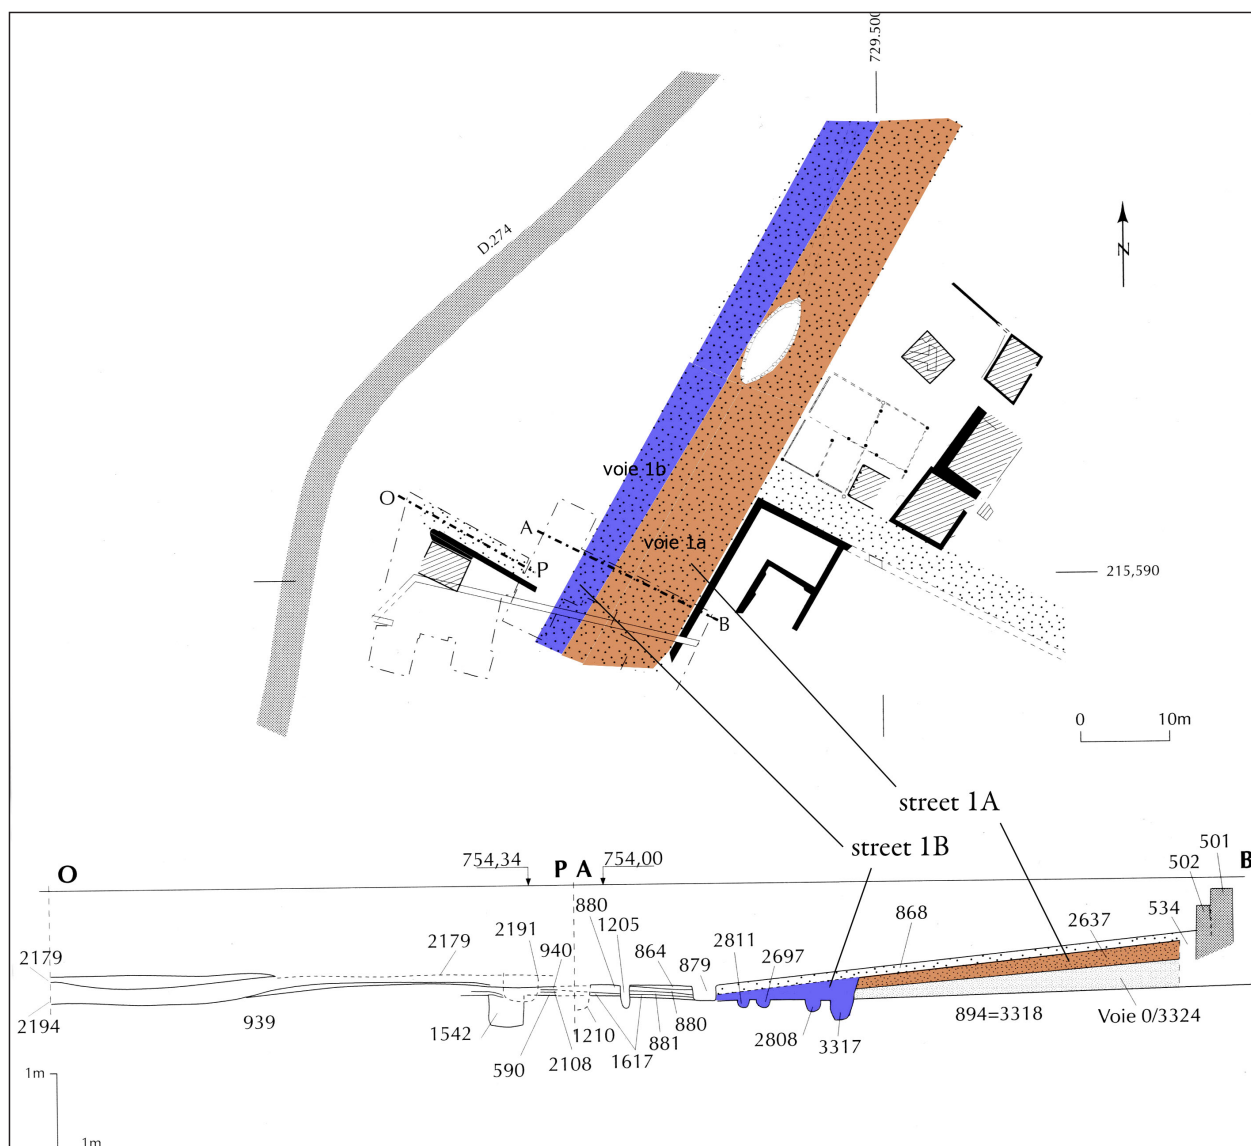 729.500
D.274
N
voie 1b
O
A
voie 1a
P
215,590
B
0 10m
street 1A
street 1B
501
754,34 P A 754,00
O B
502
880
868
2637
534
1205
2191
2811
2179
864
2697
940
879
2179
2194
939
1542
1210
880
894=3318
Voie 0/3324
881
2808
3317
590
2108
1617
1m
1m